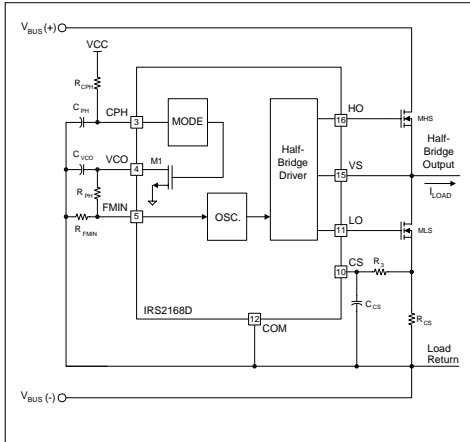 V_BUS (+)
VCC
R_CPH
C_PH
CPH
3
MODE
HO
16
MHS
C_VCO
VCO
4
M1
Half-
Bridge
Driver
Half-
Bridge
Output
VS
15
I_LOAD
R_PH
FMIN
5
OSC.
LO
11
MLS
R_FMIN
CS
10
R_3
C_CS
R_CS
IRS2168D
12
COM
Load
Return
V_BUS (-)